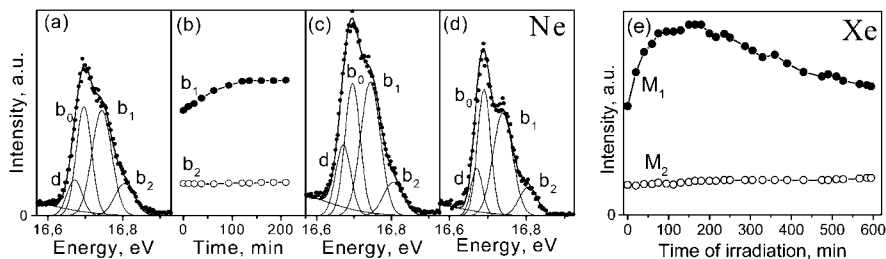 (a) (b) (c) (d) Ne (e) Xe
Intensity, a.u.
b₀ b₁ b₂ d
b₁
b₂
b₀ b₁ b₂ d
b₀ b₁ b₂ d
0
16,6 16,8
Energy, eV
0 100 200
Time, min
16,6 16,8
Energy, eV
16,6 16,8
Energy, eV
Intensity, a.u.
M₁
M₂
0
0 100 200 300 400 500 600
Time of irradiation, min